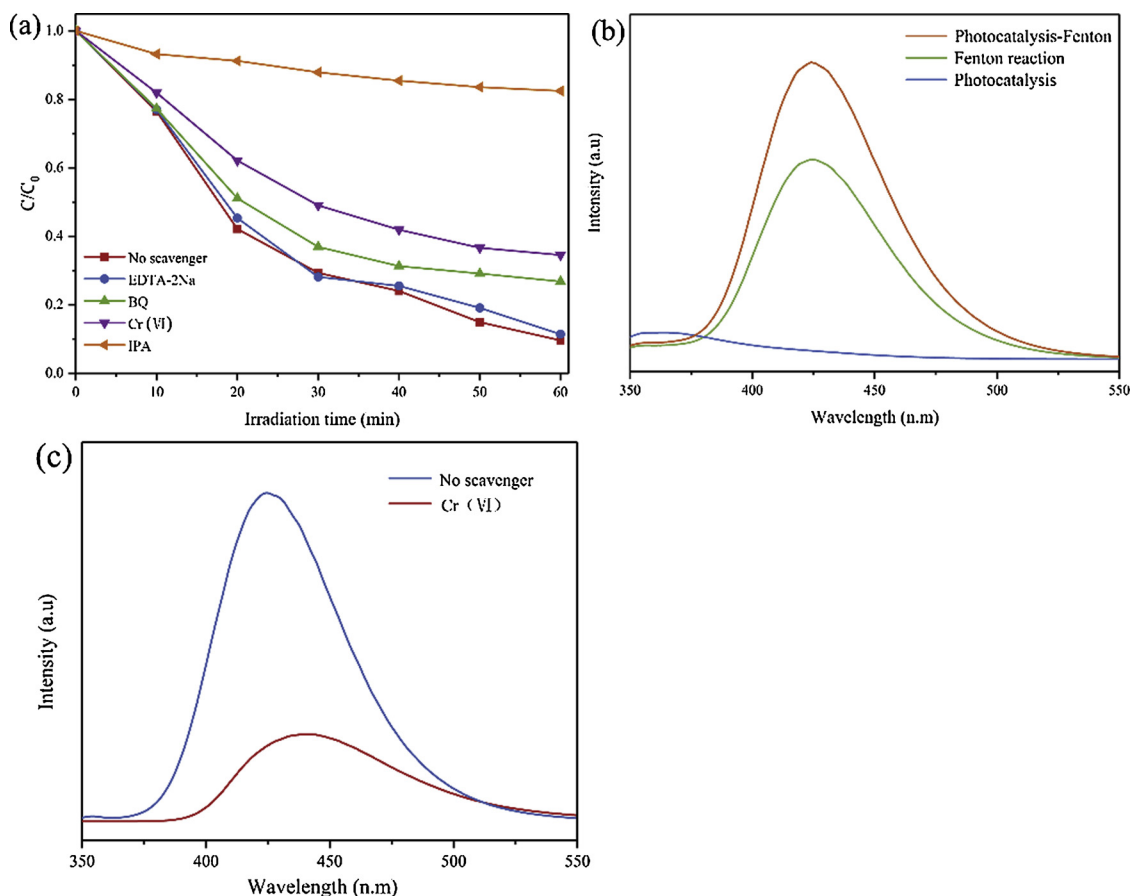 (a)
1.0
0.8
0.6
0.4
0.2
0.0
C/C0
No scavenger
EDTA-2Na
BQ
Cr(Ⅵ)
IPA
0 10 20 30 40 50 60
Irradiation time (min)
(b)
Photocatalysis-Fenton
Fenton reaction
Photocatalysis
Intensity (a.u)
350 400 450 500 550
Wavelength (n.m)
(c)
No scavenger
Cr（Ⅵ）
Intensity (a.u)
350 400 450 500 550
Wavelength (n.m)